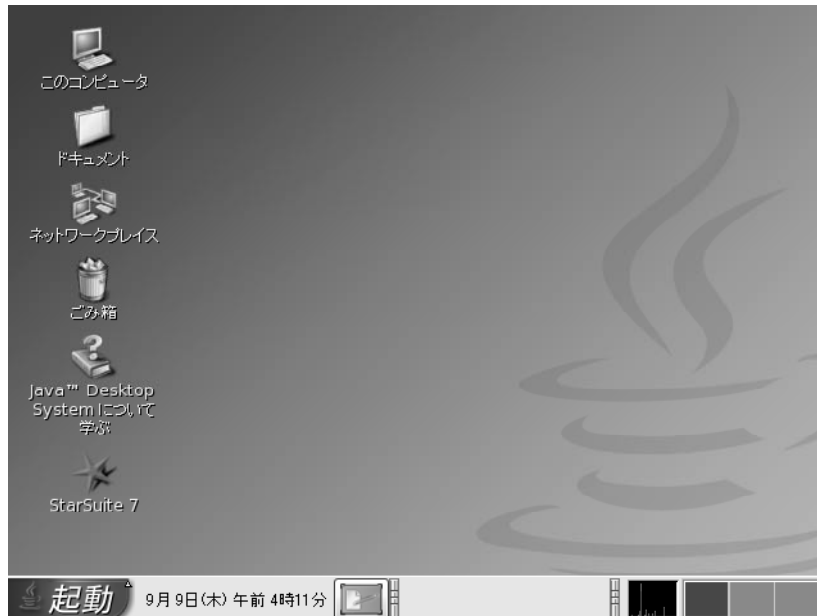 このコンピュータ
ドキュメント
ネットワークプレイス
ごみ箱
Java™ Desktop
System について
学ぶ
StarSuite 7
起動
9月 9日(木) 午前 4時11分